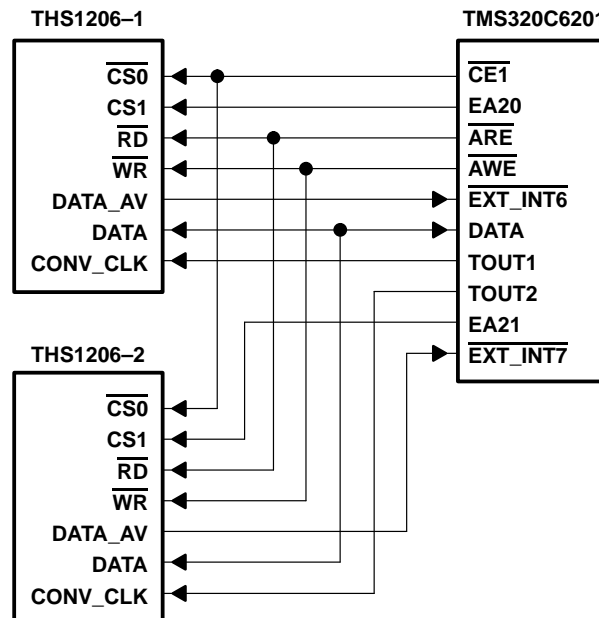 THS1206–1
CS0
CS1
RD
WR
DATA_AV
DATA
CONV_CLK
TMS320C6201
CE1
EA20
ARE
AWE
EXT_INT6
DATA
TOUT1
TOUT2
EA21
EXT_INT7
THS1206–2
CS0
CS1
RD
WR
DATA_AV
DATA
CONV_CLK